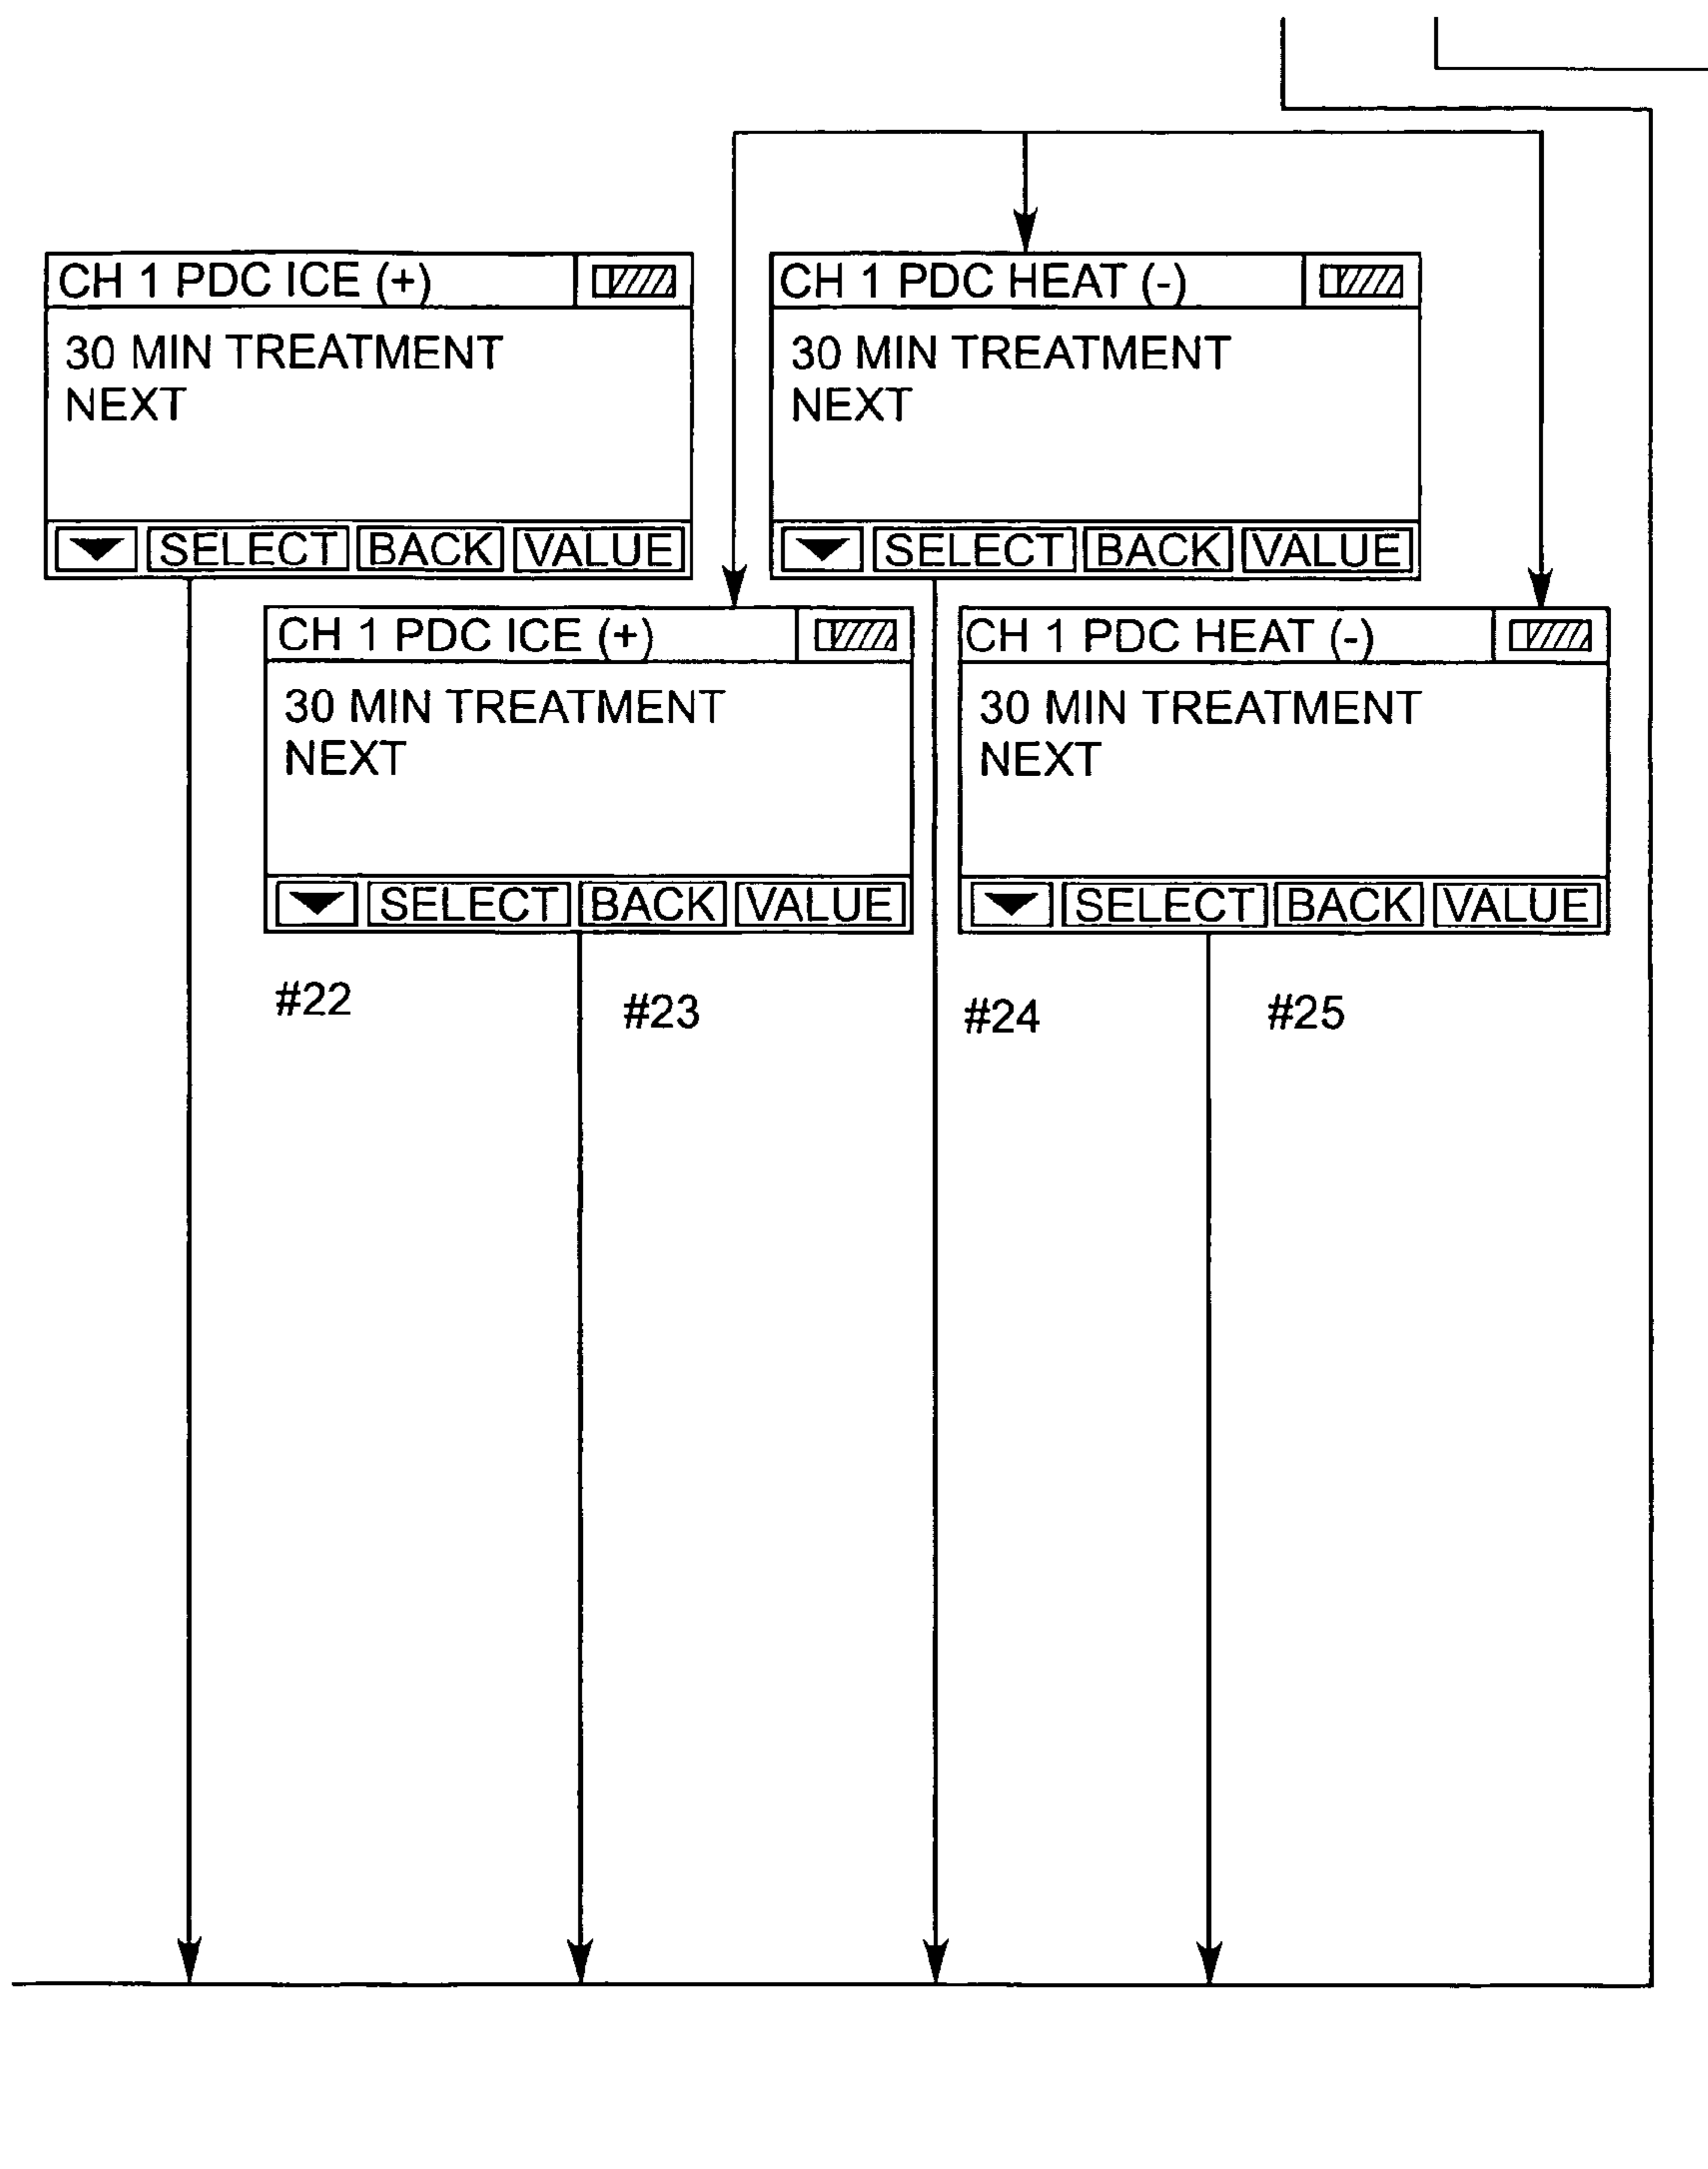 CH 1 PDC ICE (+)
30 MIN TREATMENT
NEXT
SELECT BACK VALUE
CH 1 PDC HEAT (-)
30 MIN TREATMENT
NEXT
SELECT BACK VALUE
CH 1 PDC ICE (+)
30 MIN TREATMENT
NEXT
SELECT BACK VALUE
CH 1 PDC HEAT (-)
30 MIN TREATMENT
NEXT
SELECT BACK VALUE
#22
#23
#24
#25